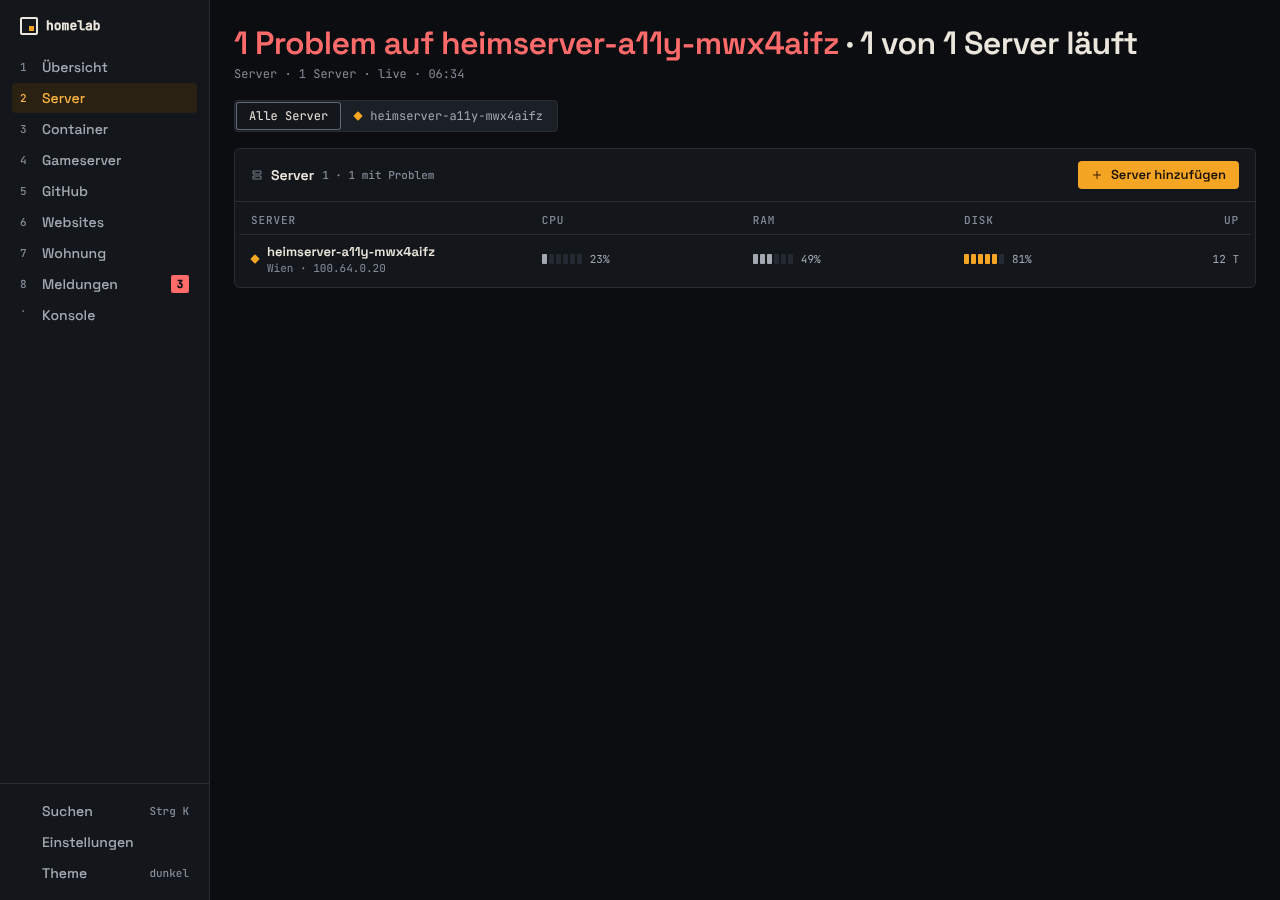 homelab
1 Übersicht
2 Server
3 Container
4 Gameserver
5 GitHub
6 Websites
7 Wohnung
8 Meldungen 3
` Konsole
Suchen Strg K
Einstellungen
Theme dunkel
1 Problem auf heimserver-a11y-mwx4aifz · 1 von 1 Server läuft
Server · 1 Server · live · 06:34
Alle Server heimserver-a11y-mwx4aifz
Server 1 · 1 mit Problem + Server hinzufügen
SERVER CPU RAM DISK UP
heimserver-a11y-mwx4aifz 23% 49% 81% 12 T
Wien · 100.64.0.20